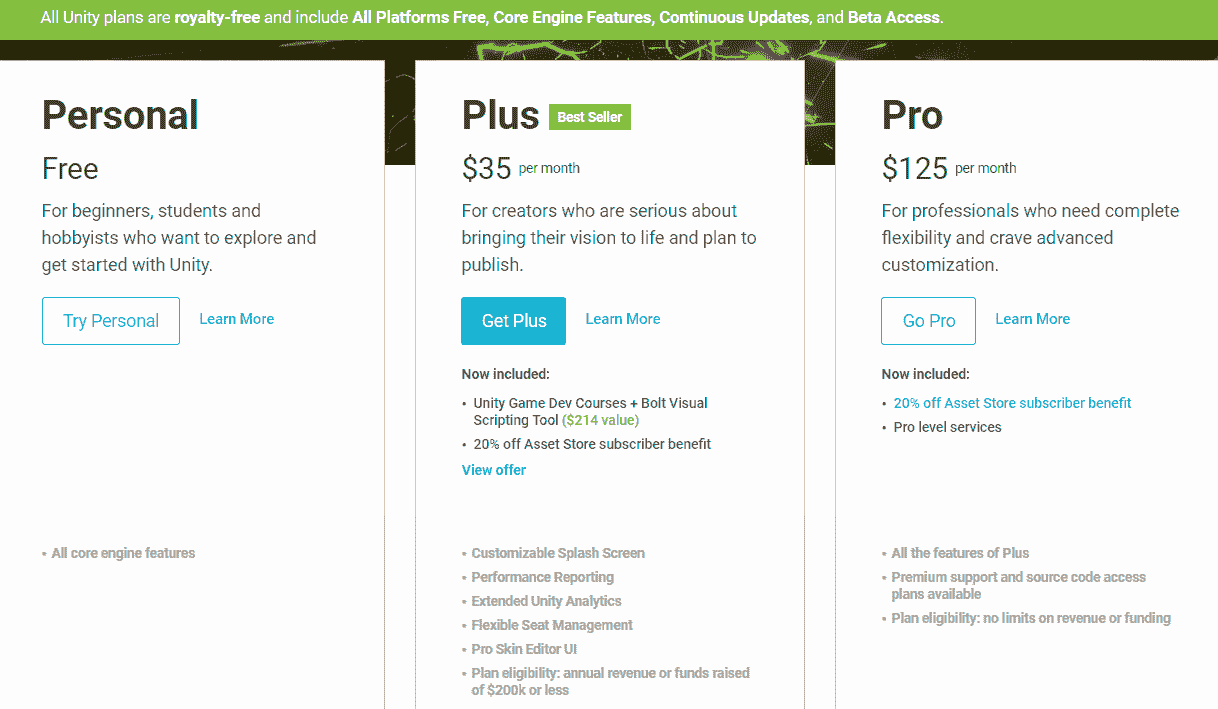 All Unity plans are royalty-free and include All Platforms Free, Core Engine Features, Continuous Updates, and Beta Access.
Personal
Free
For beginners, students and
hobbyists who want to explore and
get started with Unity.
Try Personal
Learn More
• All core engine features
Plus
Best Seller
$35 per month
For creators who are serious about
bringing their vision to life and plan to
publish.
Get Plus
Learn More
Now included:
• Unity Game Dev Courses + Bolt Visual
Scripting Tool ($214 value)
• 20% off Asset Store subscriber benefit
View offer
• Customizable Splash Screen
• Performance Reporting
• Extended Unity Analytics
• Flexible Seat Management
• Pro Skin Editor UI
• Plan eligibility: annual revenue or funds raised
of $200k or less
Pro
$125 per month
For professionals who need complete
flexibility and crave advanced
customization.
Go Pro
Learn More
Now included:
• 20% off Asset Store subscriber benefit
• Pro level services
• All the features of Plus
• Premium support and source code access
plans available
• Plan eligibility: no limits on revenue or funding